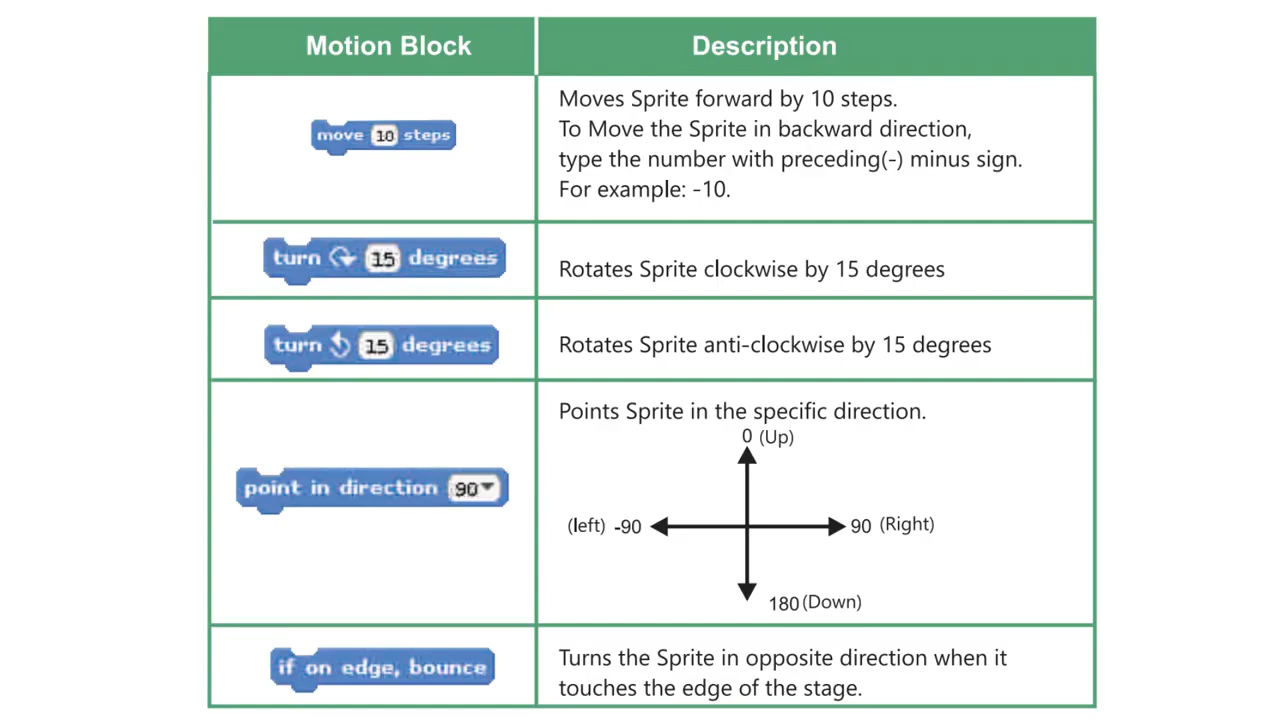 Motion Block
Description
move 10 steps
Moves Sprite forward by 10 steps.
To Move the Sprite in backward direction,
type the number with preceding(-) minus sign.
For example: -10.
turn 15 degrees
Rotates Sprite clockwise by 15 degrees
turn 15 degrees
Rotates Sprite anti-clockwise by 15 degrees
point in direction 90
Points Sprite in the specific direction.
0 (Up)
(left) -90
90 (Right)
180 (Down)
if on edge, bounce
Turns the Sprite in opposite direction when it
touches the edge of the stage.